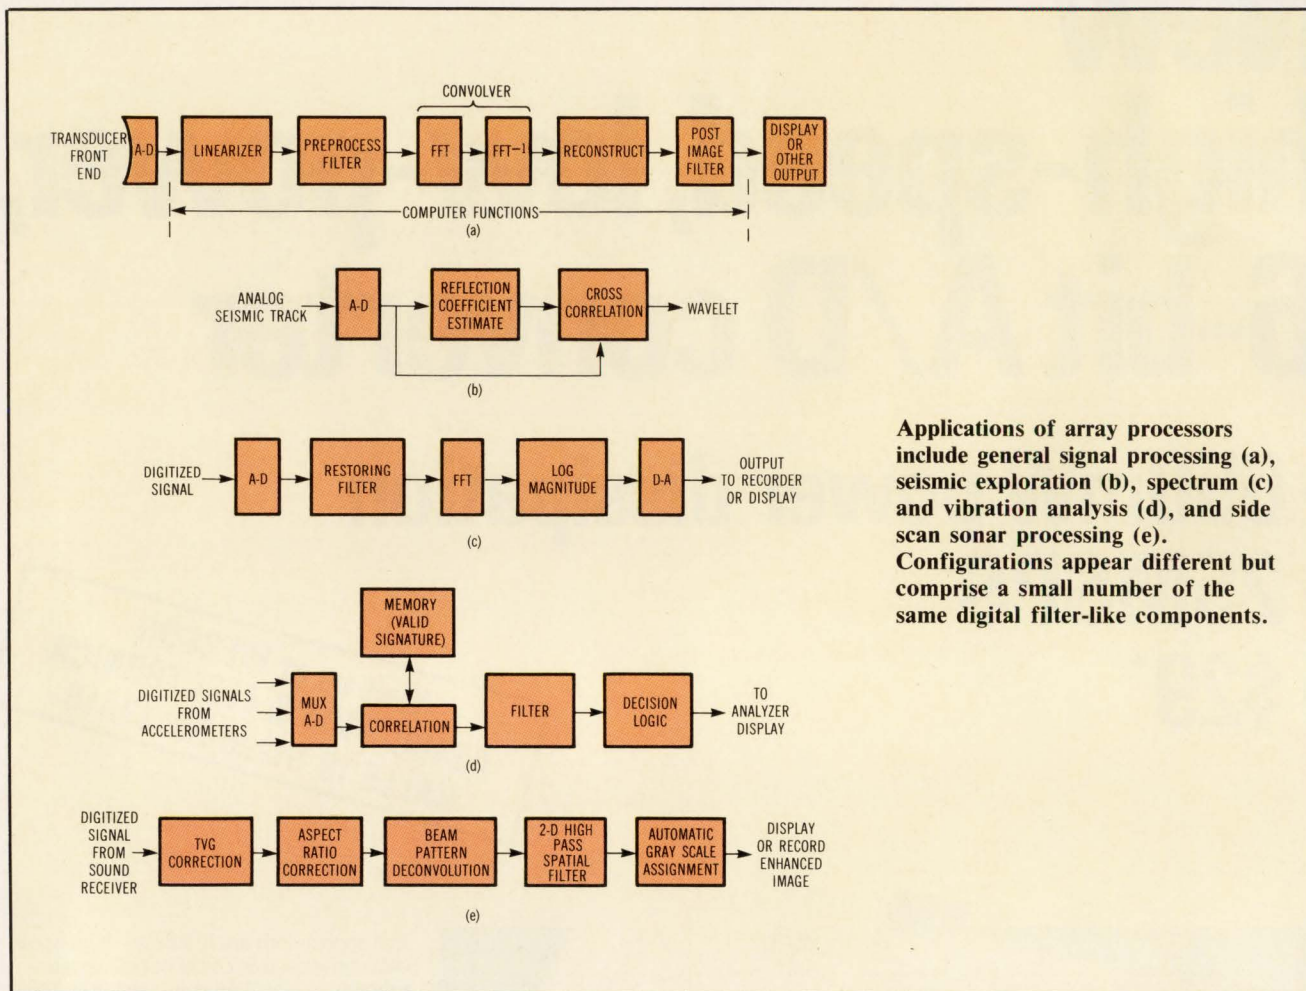 CONVOLVER
TRANSDUCER
FRONT
END
A-D
LINEARIZER
PREPROCESS
FILTER
FFT
FFT-1
RECONSTRUCT
POST
IMAGE
FILTER
DISPLAY
OR
OTHER
OUTPUT
COMPUTER FUNCTIONS
(a)
ANALOG
SEISMIC TRACK
A-D
REFLECTION
COEFFICIENT
ESTIMATE
CROSS
CORRELATION
WAVELET
(b)
DIGITIZED
SIGNAL
A-D
RESTORING
FILTER
FFT
LOG
MAGNITUDE
D-A
OUTPUT
TO RECORDER
OR DISPLAY
(c)
MEMORY
(VALID
SIGNATURE)
DIGITIZED SIGNALS
FROM
ACCELEROMETERS
MUX
A-D
CORRELATION
FILTER
DECISION
LOGIC
TO
ANALYZER
DISPLAY
(d)
DIGITIZED
SIGNAL
FROM
SOUND
RECEIVER
TVG
CORRECTION
ASPECT
RATIO
CORRECTION
BEAM
PATTERN
DECONVOLUTION
2-D HIGH
PASS
SPATIAL
FILTER
AUTOMATIC
GRAY SCALE
ASSIGNMENT
DISPLAY
OR RECORD
ENHANCED
IMAGE
(e)
Applications of array processors
include general signal processing (a),
seismic exploration (b), spectrum (c)
and vibration analysis (d), and side
scan sonar processing (e).
Configurations appear different but
comprise a small number of the
same digital filter-like components.